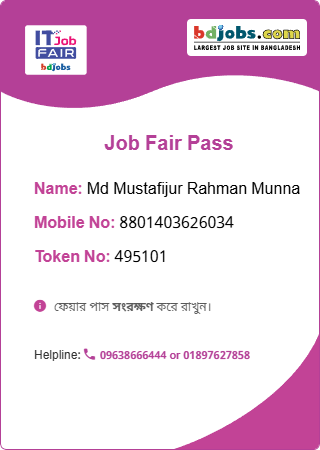 IT Job
FAIR
bdjobs
bdjobs.com
LARGEST JOB SITE IN BANGLADESH
Job Fair Pass
Name: Md Mustafijur Rahman Munna
Mobile No: 8801403626034
Token No: 495101
ফেয়ার পাস সংরক্ষণ করে রাখুন।
Helpline: 09638666444 or 01897627858